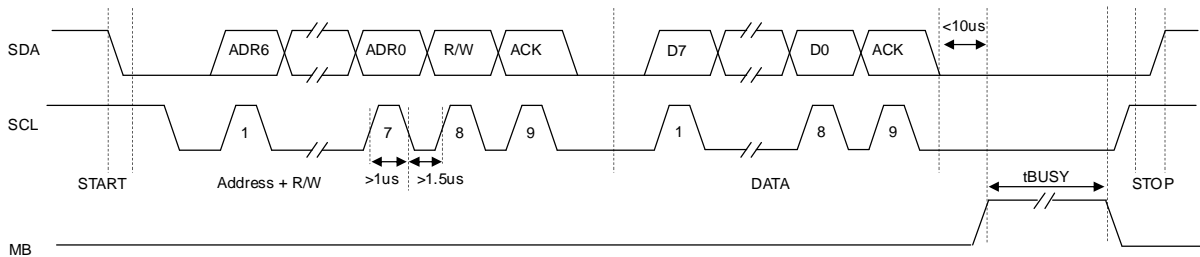 <10us
SDA ADR6 ADR0 R/W ACK D7 D0 ACK
SCL 1 7 8 9 1 8 9
>1us >1.5us
START Address + R/W DATA tBUSY STOP
MB